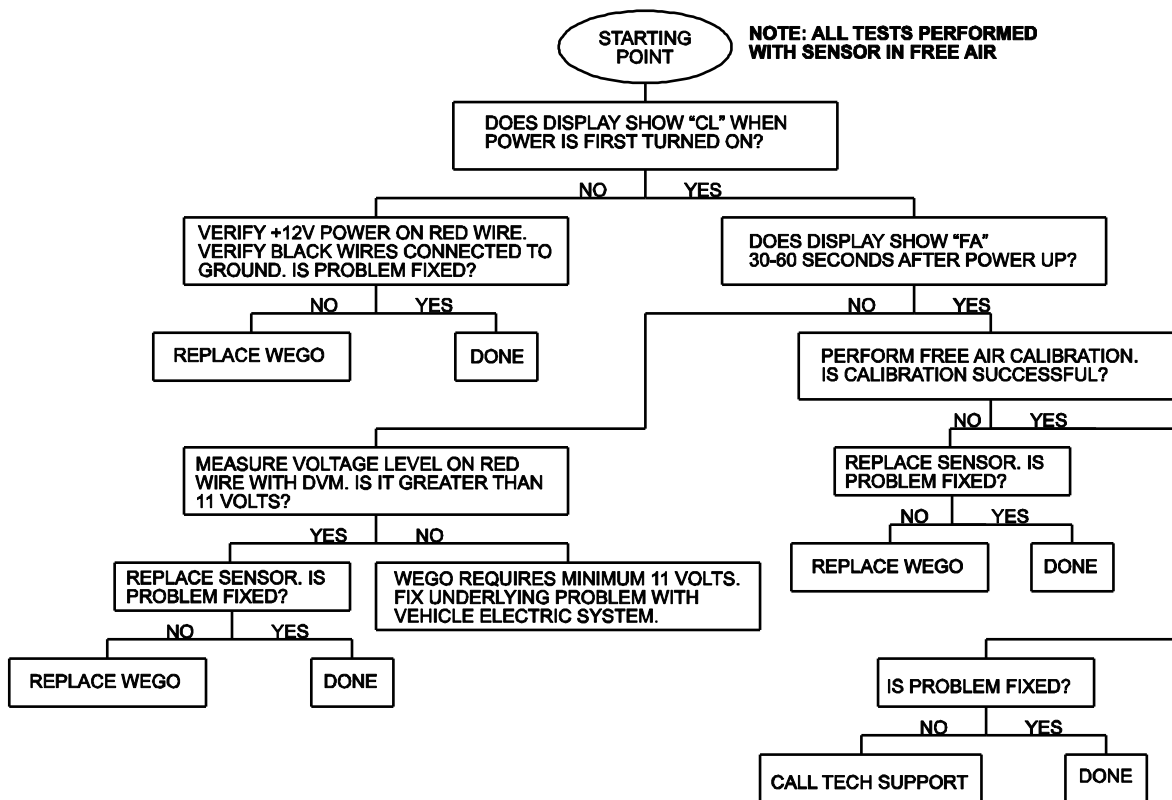 STARTING
POINT
NOTE: ALL TESTS PERFORMED
WITH SENSOR IN FREE AIR
DOES DISPLAY SHOW “CL” WHEN
POWER IS FIRST TURNED ON?
NO
YES
VERIFY +12V POWER ON RED WIRE.
VERIFY BLACK WIRES CONNECTED TO
GROUND. IS PROBLEM FIXED?
DOES DISPLAY SHOW “FA”
30-60 SECONDS AFTER POWER UP?
NO
YES
NO
YES
REPLACE WEGO
DONE
PERFORM FREE AIR CALIBRATION.
IS CALIBRATION SUCCESSFUL?
NO
YES
MEASURE VOLTAGE LEVEL ON RED
WIRE WITH DVM. IS IT GREATER THAN
11 VOLTS?
REPLACE SENSOR. IS
PROBLEM FIXED?
YES
NO
NO
YES
REPLACE SENSOR. IS
PROBLEM FIXED?
WEGO REQUIRES MINIMUM 11 VOLTS.
FIX UNDERLYING PROBLEM WITH
VEHICLE ELECTRIC SYSTEM.
REPLACE WEGO
DONE
NO
YES
REPLACE WEGO
DONE
IS PROBLEM FIXED?
NO
YES
CALL TECH SUPPORT
DONE